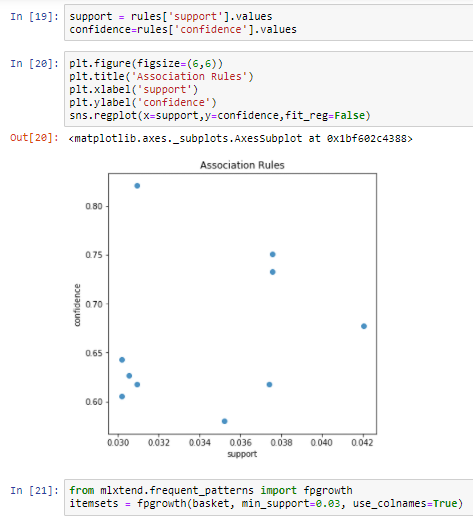 In [19]: support = rules['support'].values
confidence=rules['confidence'].values
In [20]: plt.figure(figsize=(6,6))
plt.title('Association Rules')
plt.xlabel('support')
plt.ylabel('confidence')
sns.regplot(x=support,y=confidence,fit_reg=False)
Out[20]: <matplotlib.axes._subplots.AxesSubplot at 0x1bf602c4388>
Association Rules
0.80
0.75
0.70
0.65
0.60
confidence
0.030 0.032 0.034 0.036 0.038 0.040 0.042
support
In [21]: from mlxtend.frequent_patterns import fpgrowth
itemsets = fpgrowth(basket, min_support=0.03, use_colnames=True)